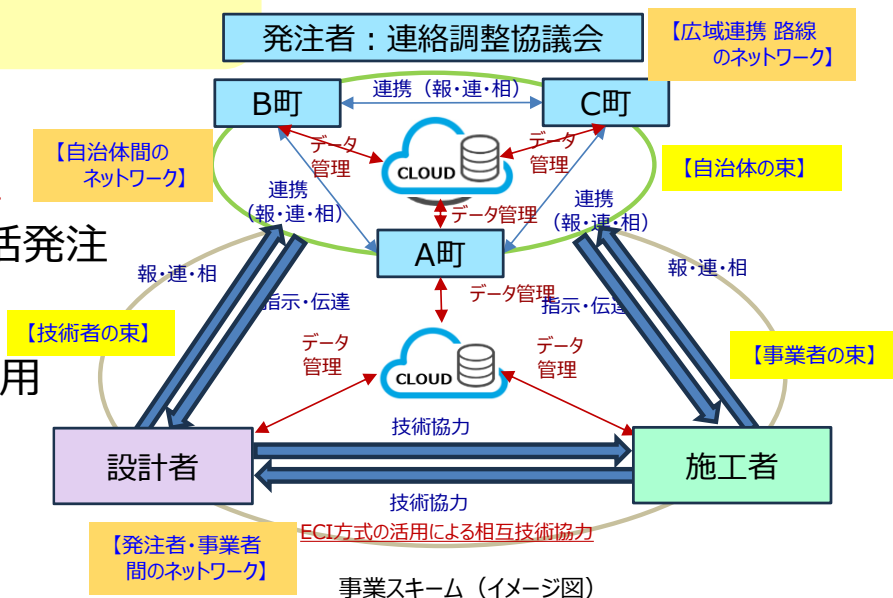 発注者：連絡調整協議会
【広域連携 路線
のネットワーク】
連携（報・連・相）
B町
C町
データ
管理
データ
管理
【自治体間の
ネットワーク】
CLOUD
【自治体の束】
連携
（報・連・相）
データ管理
連携
（報・連・相）
括発注
A町
報・連・相
報・連・相
データ管理
指示・伝達
指示・伝達
【技術者の束】
データ
管理
データ
管理
【事業者の束】
用
CLOUD
技術協力
設計者
施工者
技術協力
ECI方式の活用による相互技術協力
【発注者・事業者
間のネットワーク】
事業スキーム（イメージ図）